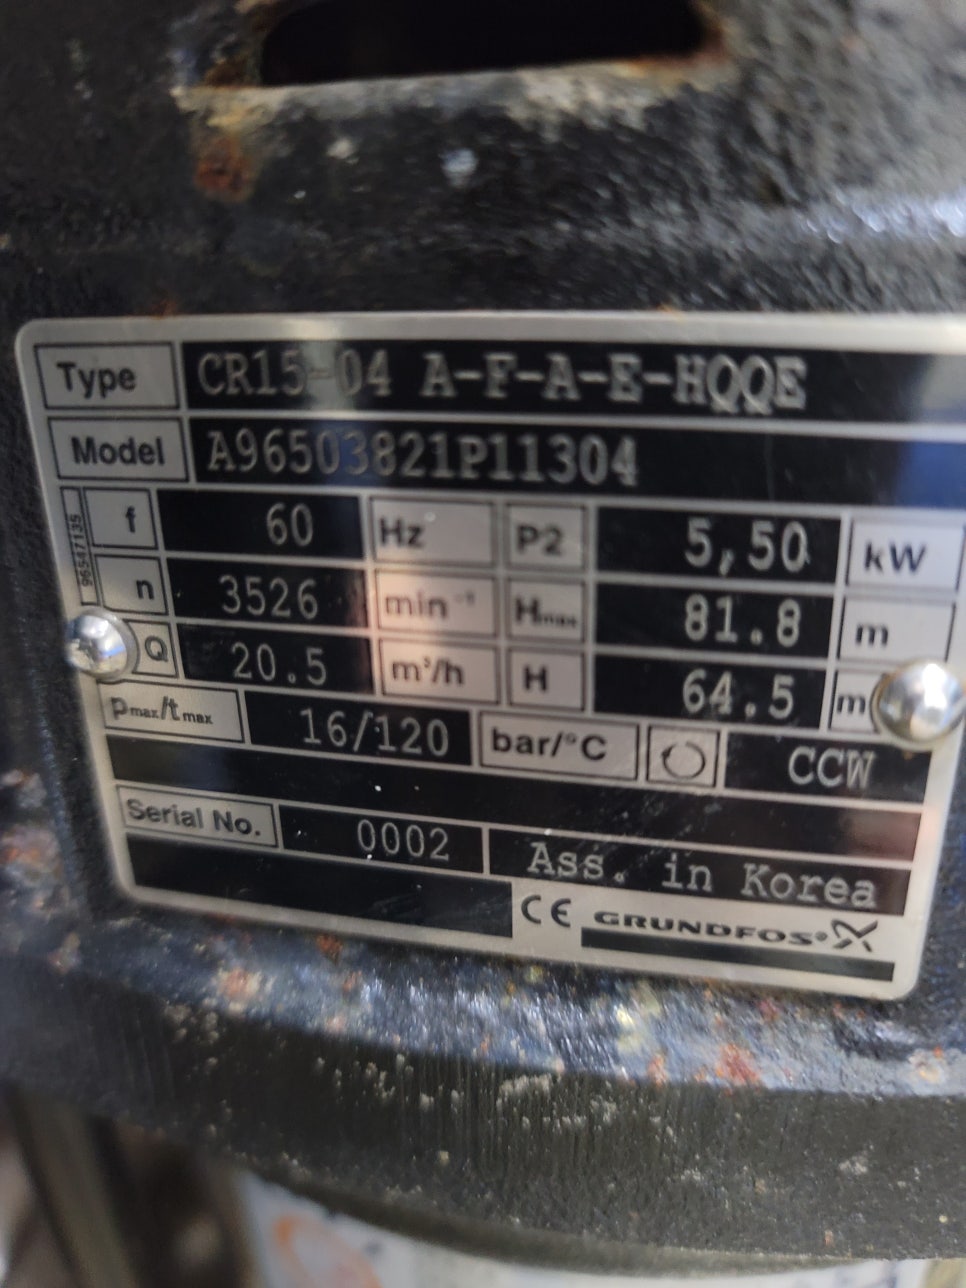 Type CR15-04 A-F-A-E-HQQE
Model A96503821P11304
96547135
f 60 Hz P2 5,50 kW
n 3526 min⁻¹ Hmax 81.8 m
Q 20.5 m³/h H 64.5 m
pmax/tmax 16/120 bar/°C CCW
Serial No. 0002 Ass. in Korea
CE GRUNDFOS